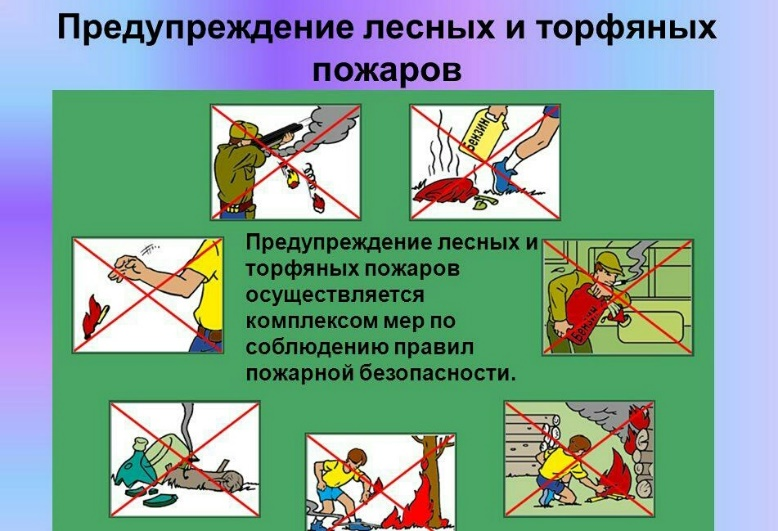 Предупреждение лесных и торфяных
пожаров
Бензин
Предупреждение лесных и
торфяных пожаров
осуществляется
комплексом мер по
соблюдению правил
пожарной безопасности.
Бензин